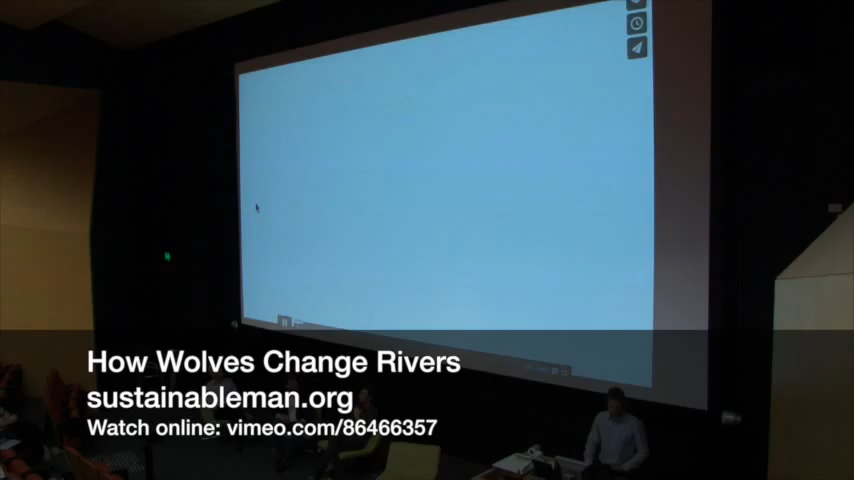 How Wolves Change Rivers
sustainableman.org
Watch online: vimeo.com/86466357